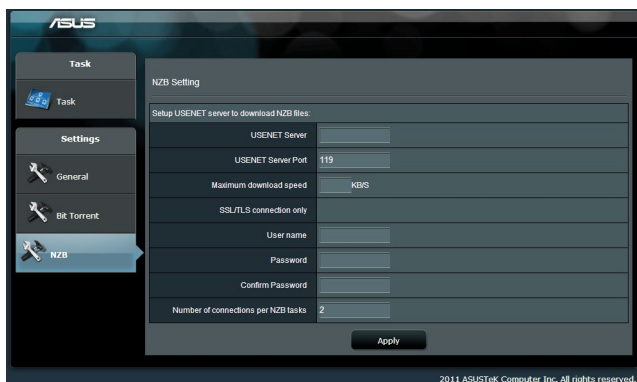 ASUS
Task
Task
Settings
General
Bit Torrent
NZB
NZB Setting
Setup USENET server to download NZB files:
USENET Server
USENET Server Port 119
Maximum download speed KB/S
SSL/TLS connection only
User name
Password
Confirm Password
Number of connections per NZB tasks 2
Apply
2011 ASUSTeK Computer Inc. All rights reserved.